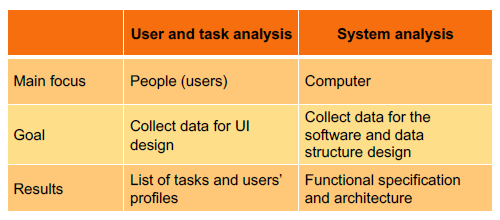 User and task analysis System analysis
Main focus People (users) Computer
Goal Collect data for UI design Collect data for the software and data structure design
Results List of tasks and users' profiles Functional specification and architecture